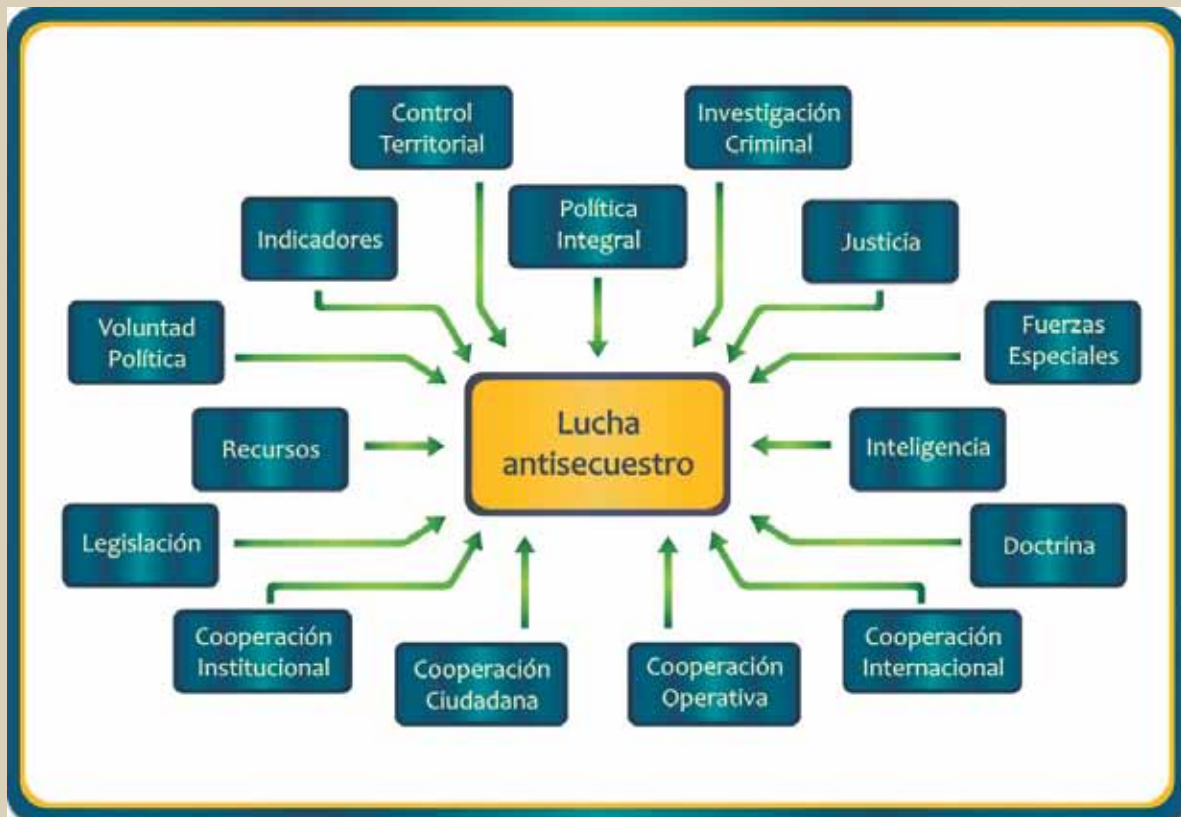 Control
Territorial
Investigación
Criminal
Política
Integral
Indicadores
Justicia
Voluntad
Política
Fuerzas
Especiales
Lucha
antisecuestro
Recursos
Inteligencia
Legislación
Doctrina
Cooperación
Institucional
Cooperación
Ciudadana
Cooperación
Operativa
Cooperación
Internacional